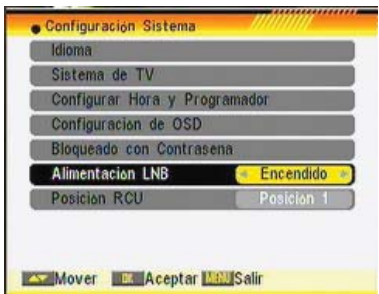 Configuración Sistema
Idioma
Sistema de TV
Configurar Hora y Programador
Configuracion de OSD
Bloqueado con Contrasena
Alimentacion LNB Encendido
Posicion RCU Posicion 1
Mover OK Aceptar MENU Salir